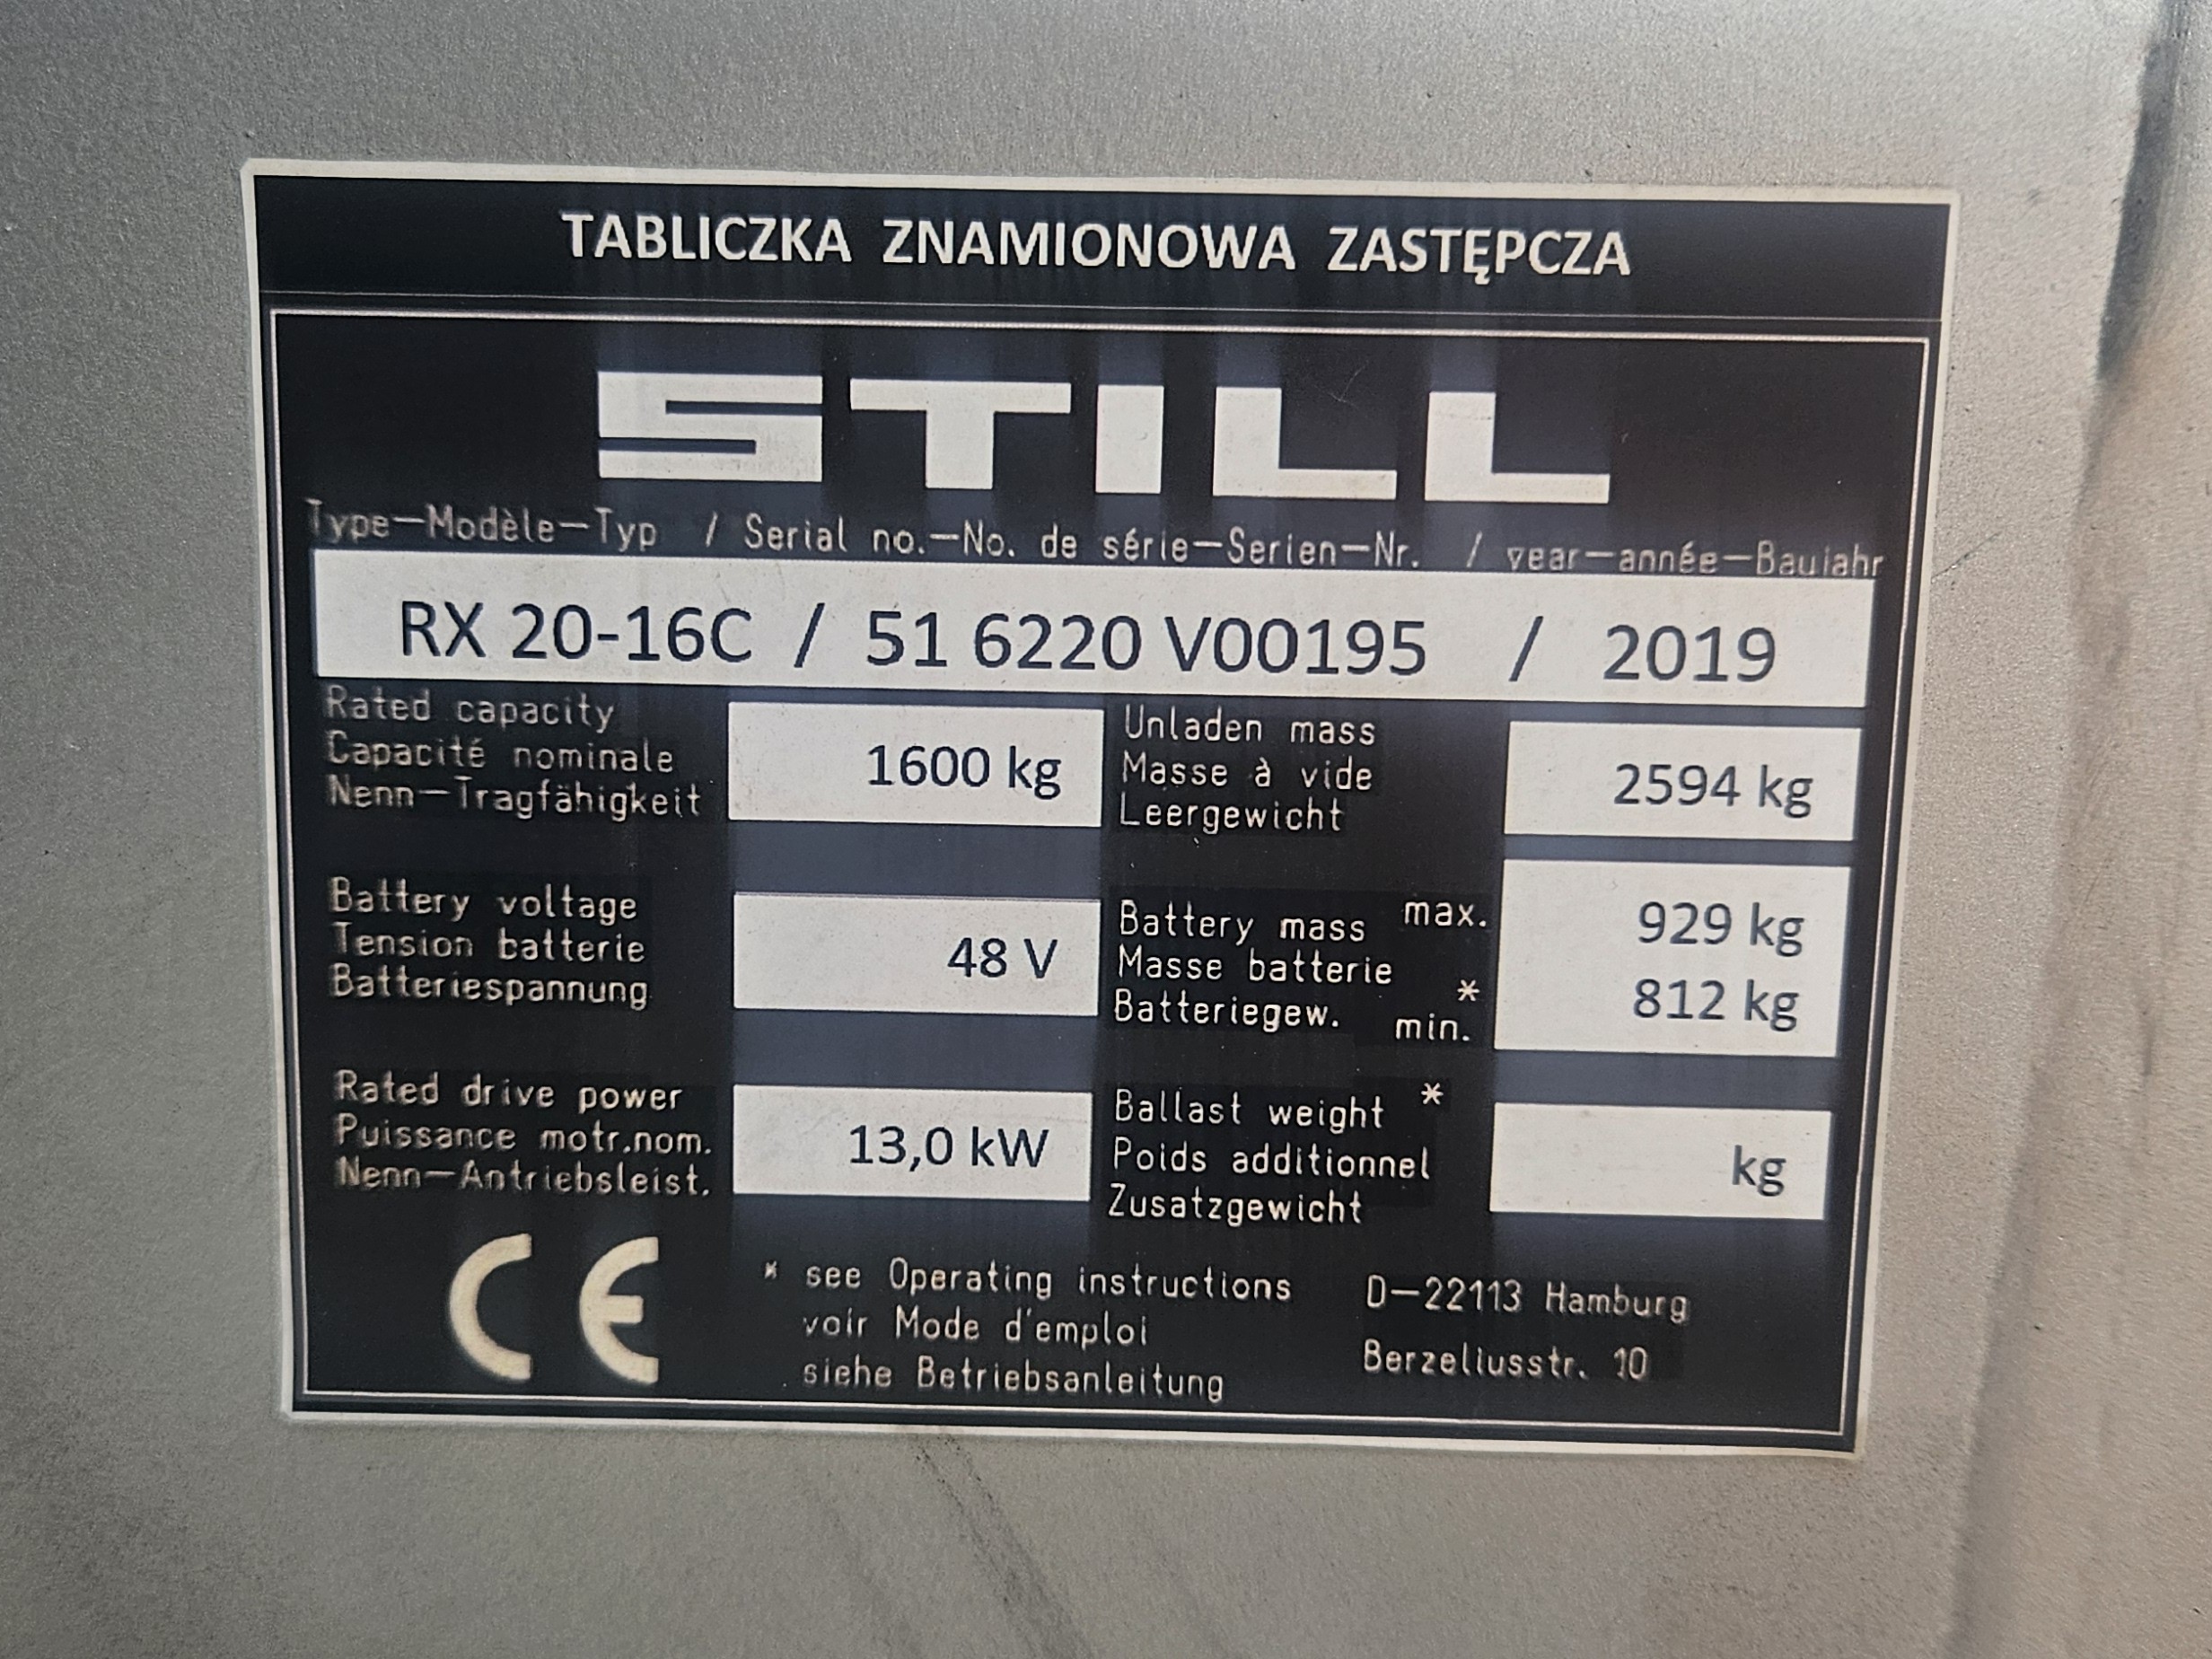 TABLICZKA ZNAMIONOWA ZASTĘPCZA
STILL
Type-Modèle-Typ / Serial no.-No. de série-Serien-Nr. / year-année-Baujahr
RX 20-16C / 51 6220 V00195 / 2019
Rated capacity
Capacité nominale
Nenn-Tragfähigkeit
1600 kg
Unladen mass
Masse à vide
Leergewicht
2594 kg
Battery voltage
Tension batterie
Batteriespannung
48 V
Battery mass max.
Masse batterie
Batteriegew. * min.
929 kg
812 kg
Rated drive power
Puissance motr.nom.
Nenn-Antriebsleist.
13,0 kW
Ballast weight *
Poids additionnel
Zusatzgewicht
kg
CE
* see Operating instructions
voir Mode d'emploi
siehe Betriebsanleitung
D-22113 Hamburg
Berzeliusstr. 10